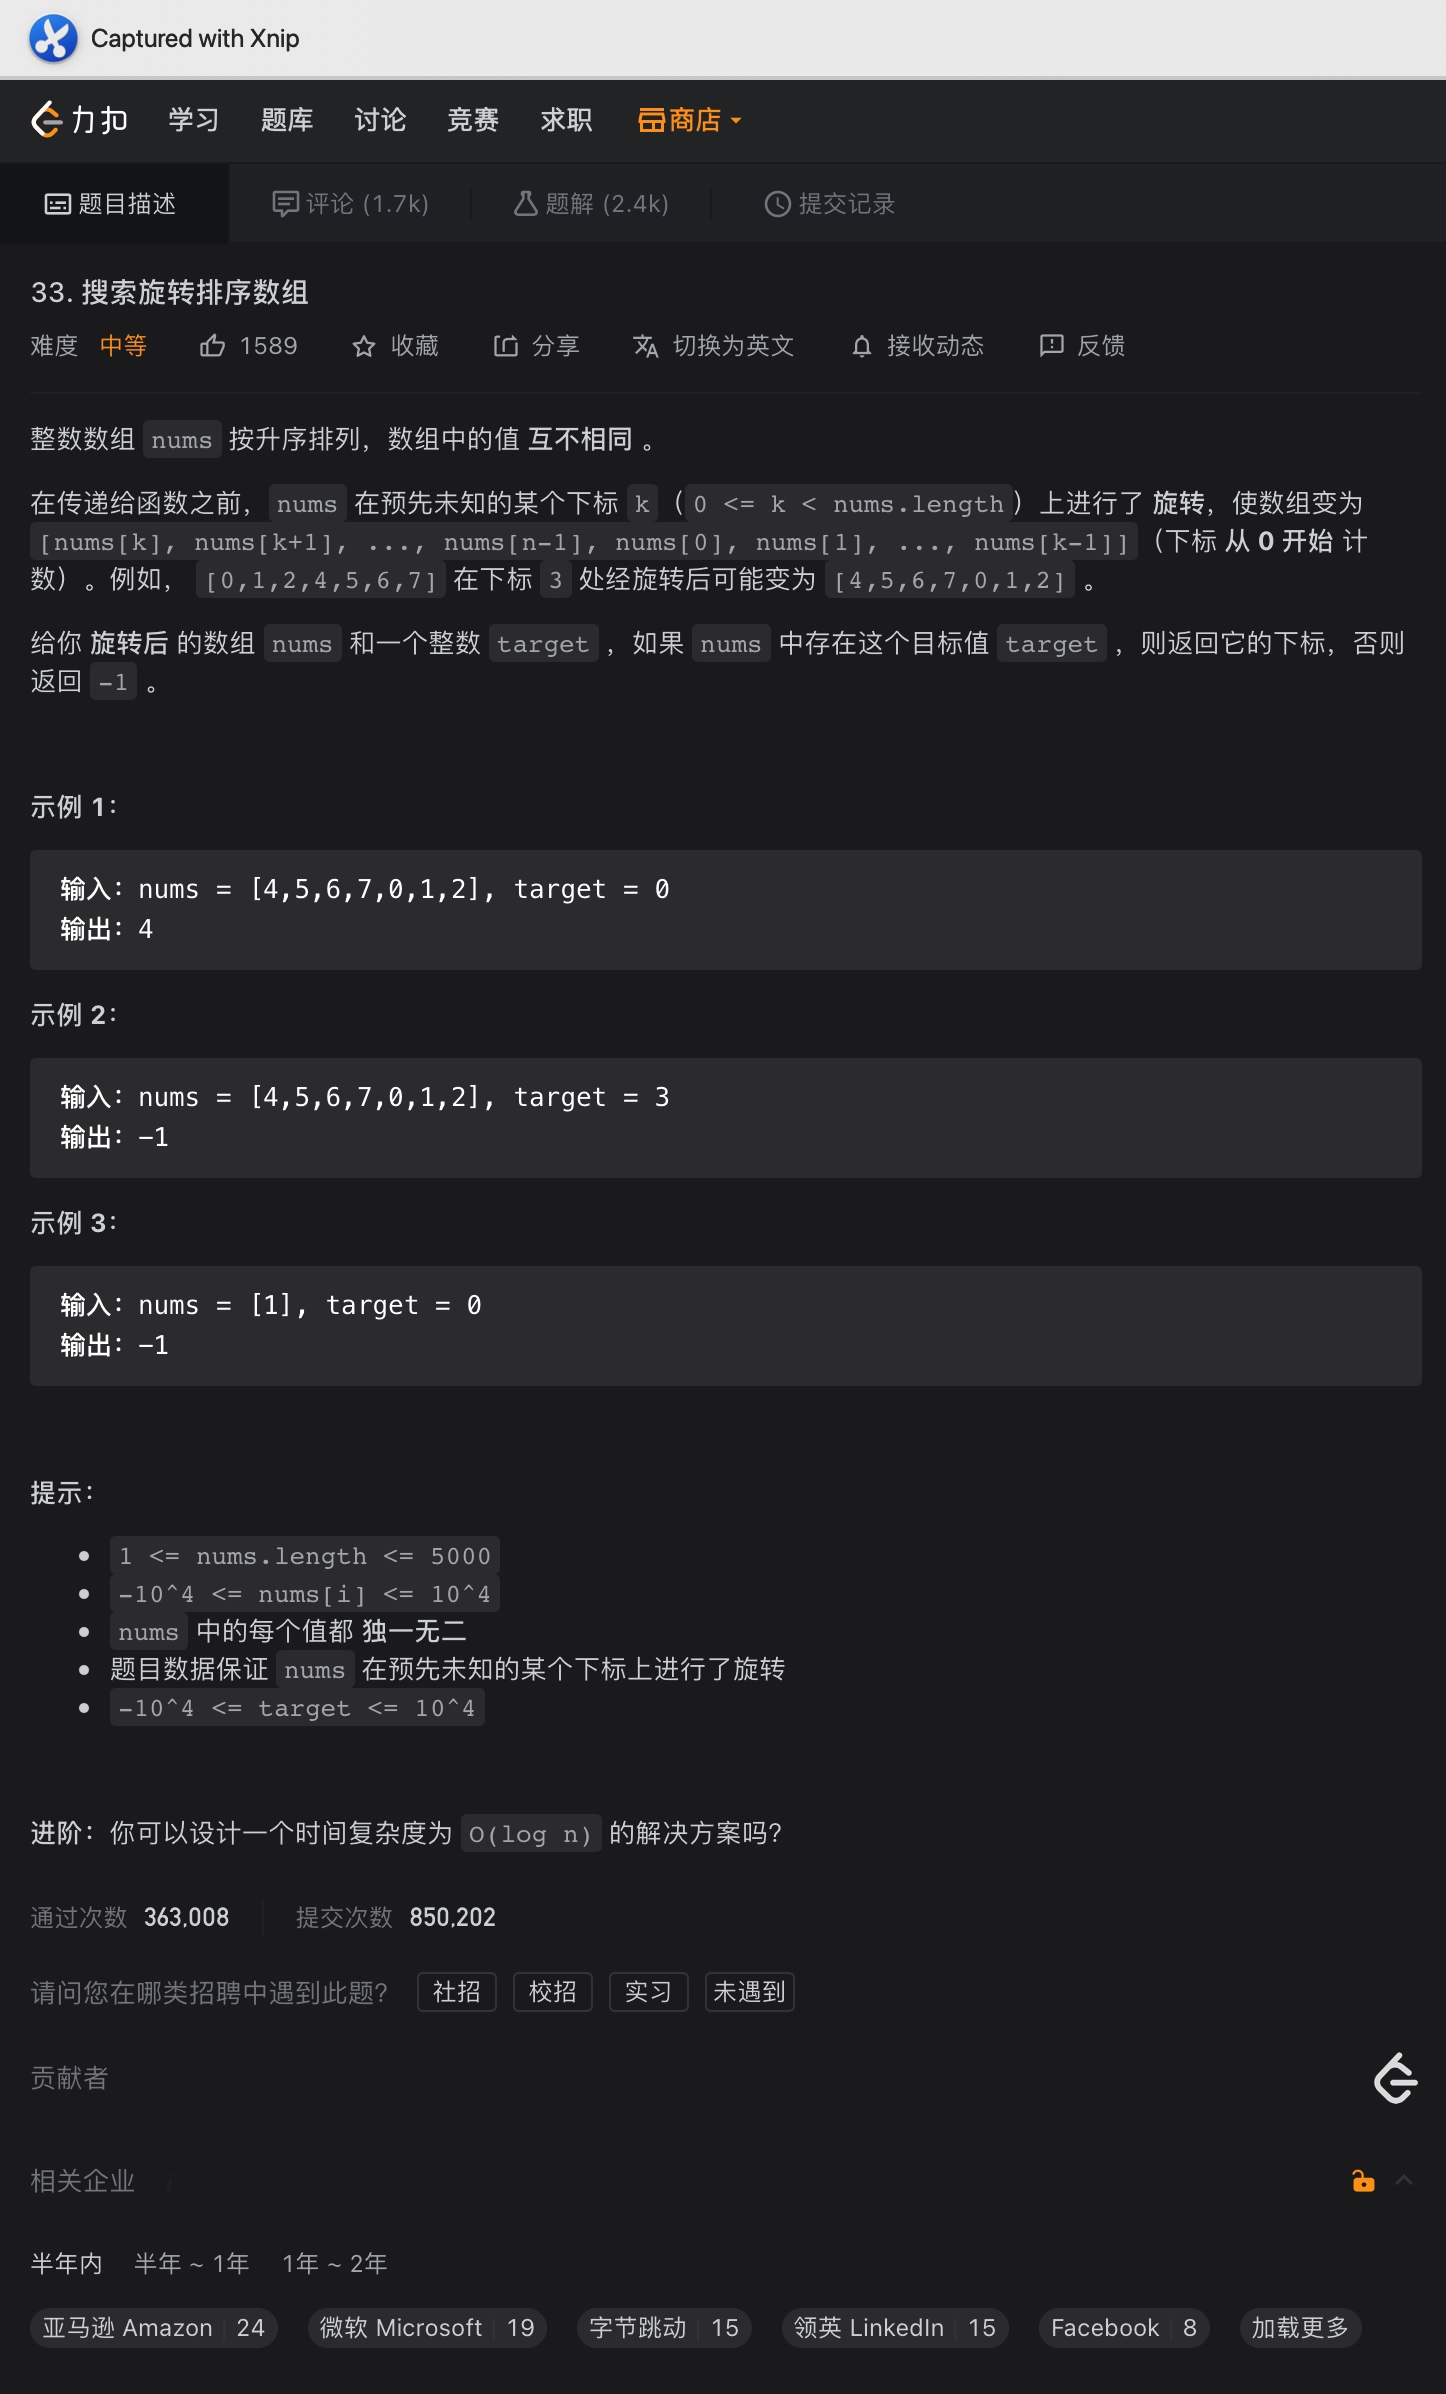 Captured with Xnip
力扣 学习 题库 讨论 竞赛 求职 商店
题目描述 评论 (1.7k) 题解 (2.4k) 提交记录
33. 搜索旋转排序数组
难度 中等 1589 收藏 分享 切换为英文 接收动态 反馈
整数数组 nums 按升序排列，数组中的值 互不相同 。
在传递给函数之前，nums 在预先未知的某个下标 k（0 <= k < nums.length）上进行了 旋转，使数组变为
[nums[k], nums[k+1], ..., nums[n-1], nums[0], nums[1], ..., nums[k-1]]（下标 从 0 开始 计
数）。例如， [0,1,2,4,5,6,7] 在下标 3 处经旋转后可能变为 [4,5,6,7,0,1,2] 。
给你 旋转后 的数组 nums 和一个整数 target ，如果 nums 中存在这个目标值 target ，则返回它的下标，否则
返回 -1 。
示例 1：
输入：nums = [4,5,6,7,0,1,2], target = 0
输出：4
示例 2：
输入：nums = [4,5,6,7,0,1,2], target = 3
输出：-1
示例 3：
输入：nums = [1], target = 0
输出：-1
提示：
1 <= nums.length <= 5000
-10^4 <= nums[i] <= 10^4
nums 中的每个值都 独一无二
题目数据保证 nums 在预先未知的某个下标上进行了旋转
-10^4 <= target <= 10^4
进阶：你可以设计一个时间复杂度为 O(log n) 的解决方案吗？
通过次数 363,008 提交次数 850,202
请问您在哪类招聘中遇到此题？ 社招 校招 实习 未遇到
贡献者
相关企业
半年内 半年 ~ 1年 1年 ~ 2年
亚马逊 Amazon 24 微软 Microsoft 19 字节跳动 15 领英 LinkedIn 15 Facebook 8 加载更多